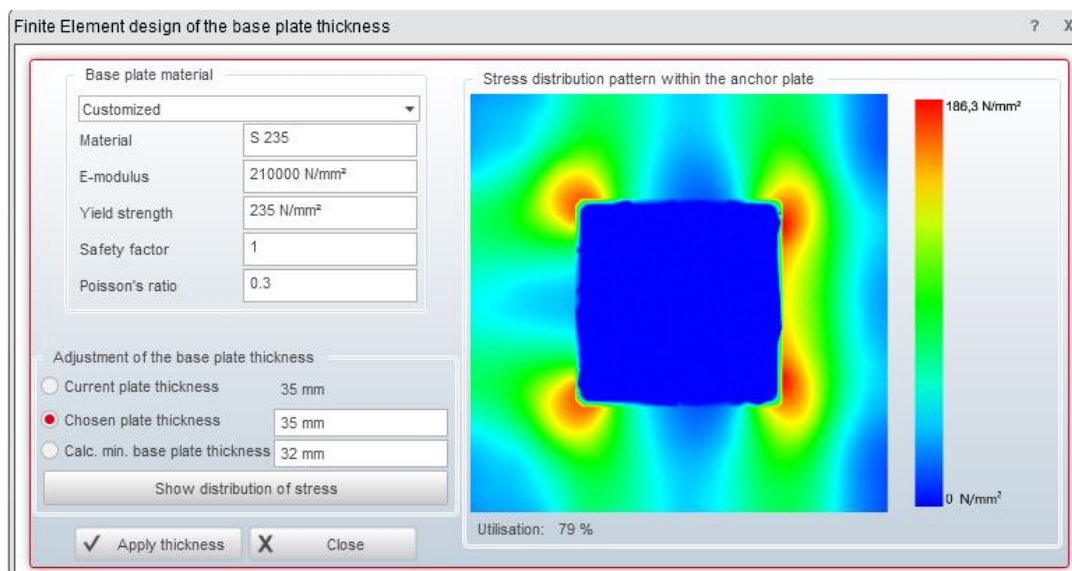 Finite Element design of the base plate thickness
? X
Base plate material
Customized
Material S 235
E-modulus 210000 N/mm²
Yield strength 235 N/mm²
Safety factor 1
Poisson's ratio 0.3
Adjustment of the base plate thickness
Current plate thickness 35 mm
Chosen plate thickness 35 mm
Calc. min. base plate thickness 32 mm
Show distribution of stress
Apply thickness X Close
Stress distribution pattern within the anchor plate
186,3 N/mm²
0 N/mm²
Utilisation: 79 %